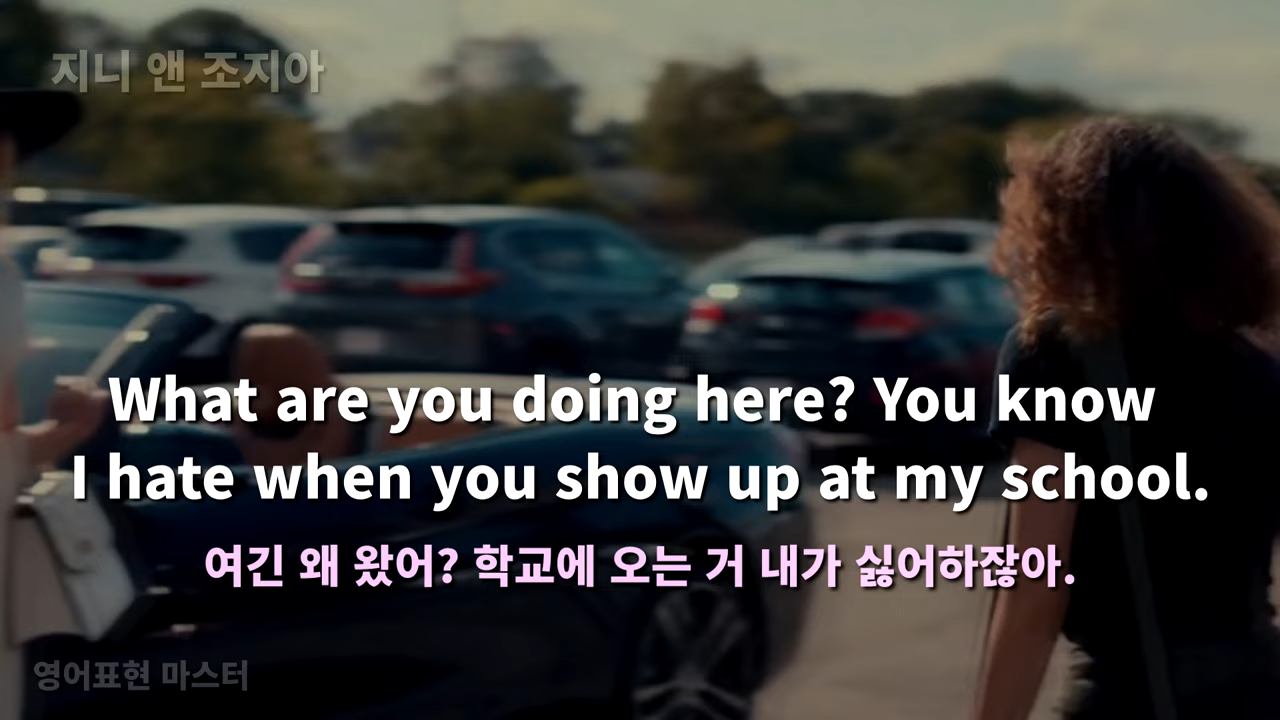 지니 앤 조지아
What are you doing here? You know
I hate when you show up at my school.
여긴 왜 왔어? 학교에 오는 거 내가 싫어하잖아.
영어표현 마스터